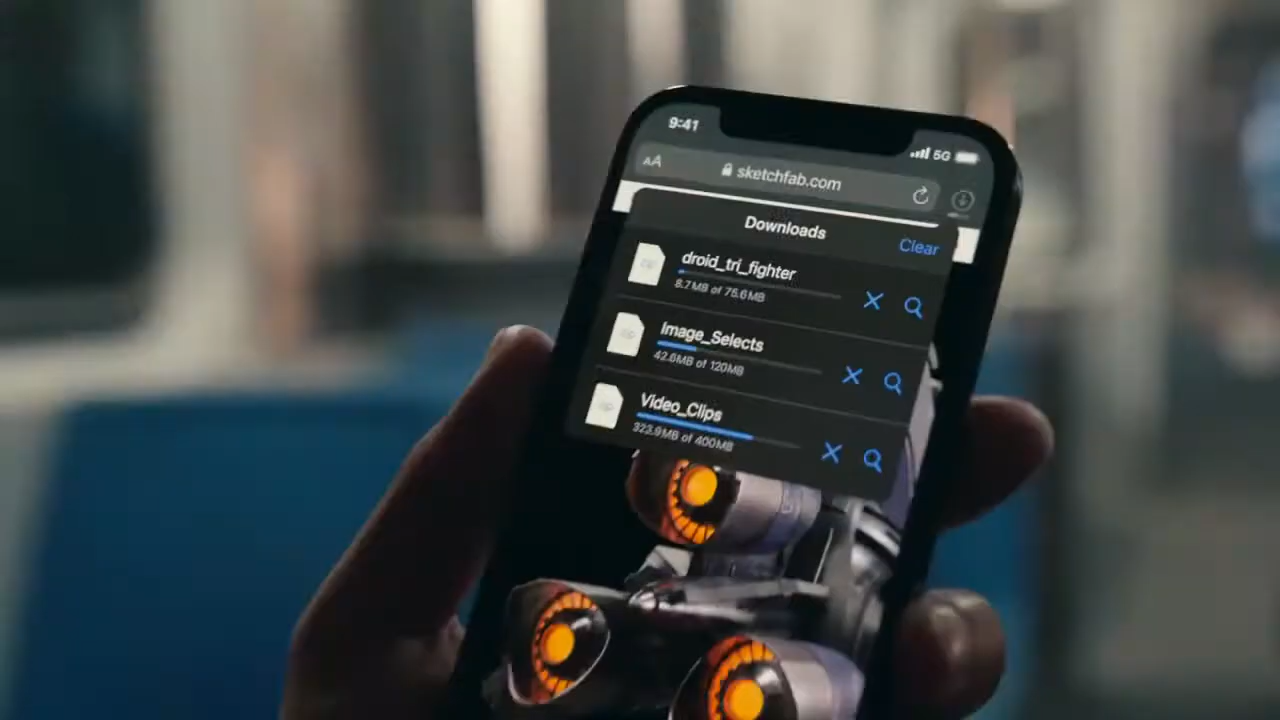 9:41
5G
AA
sketchfab.com
Downloads
Clear
droid_tri_fighter
8.7MB of 75.6MB
Image_Selects
42.6MB of 120MB
Video_Clips
323.9MB of 400MB